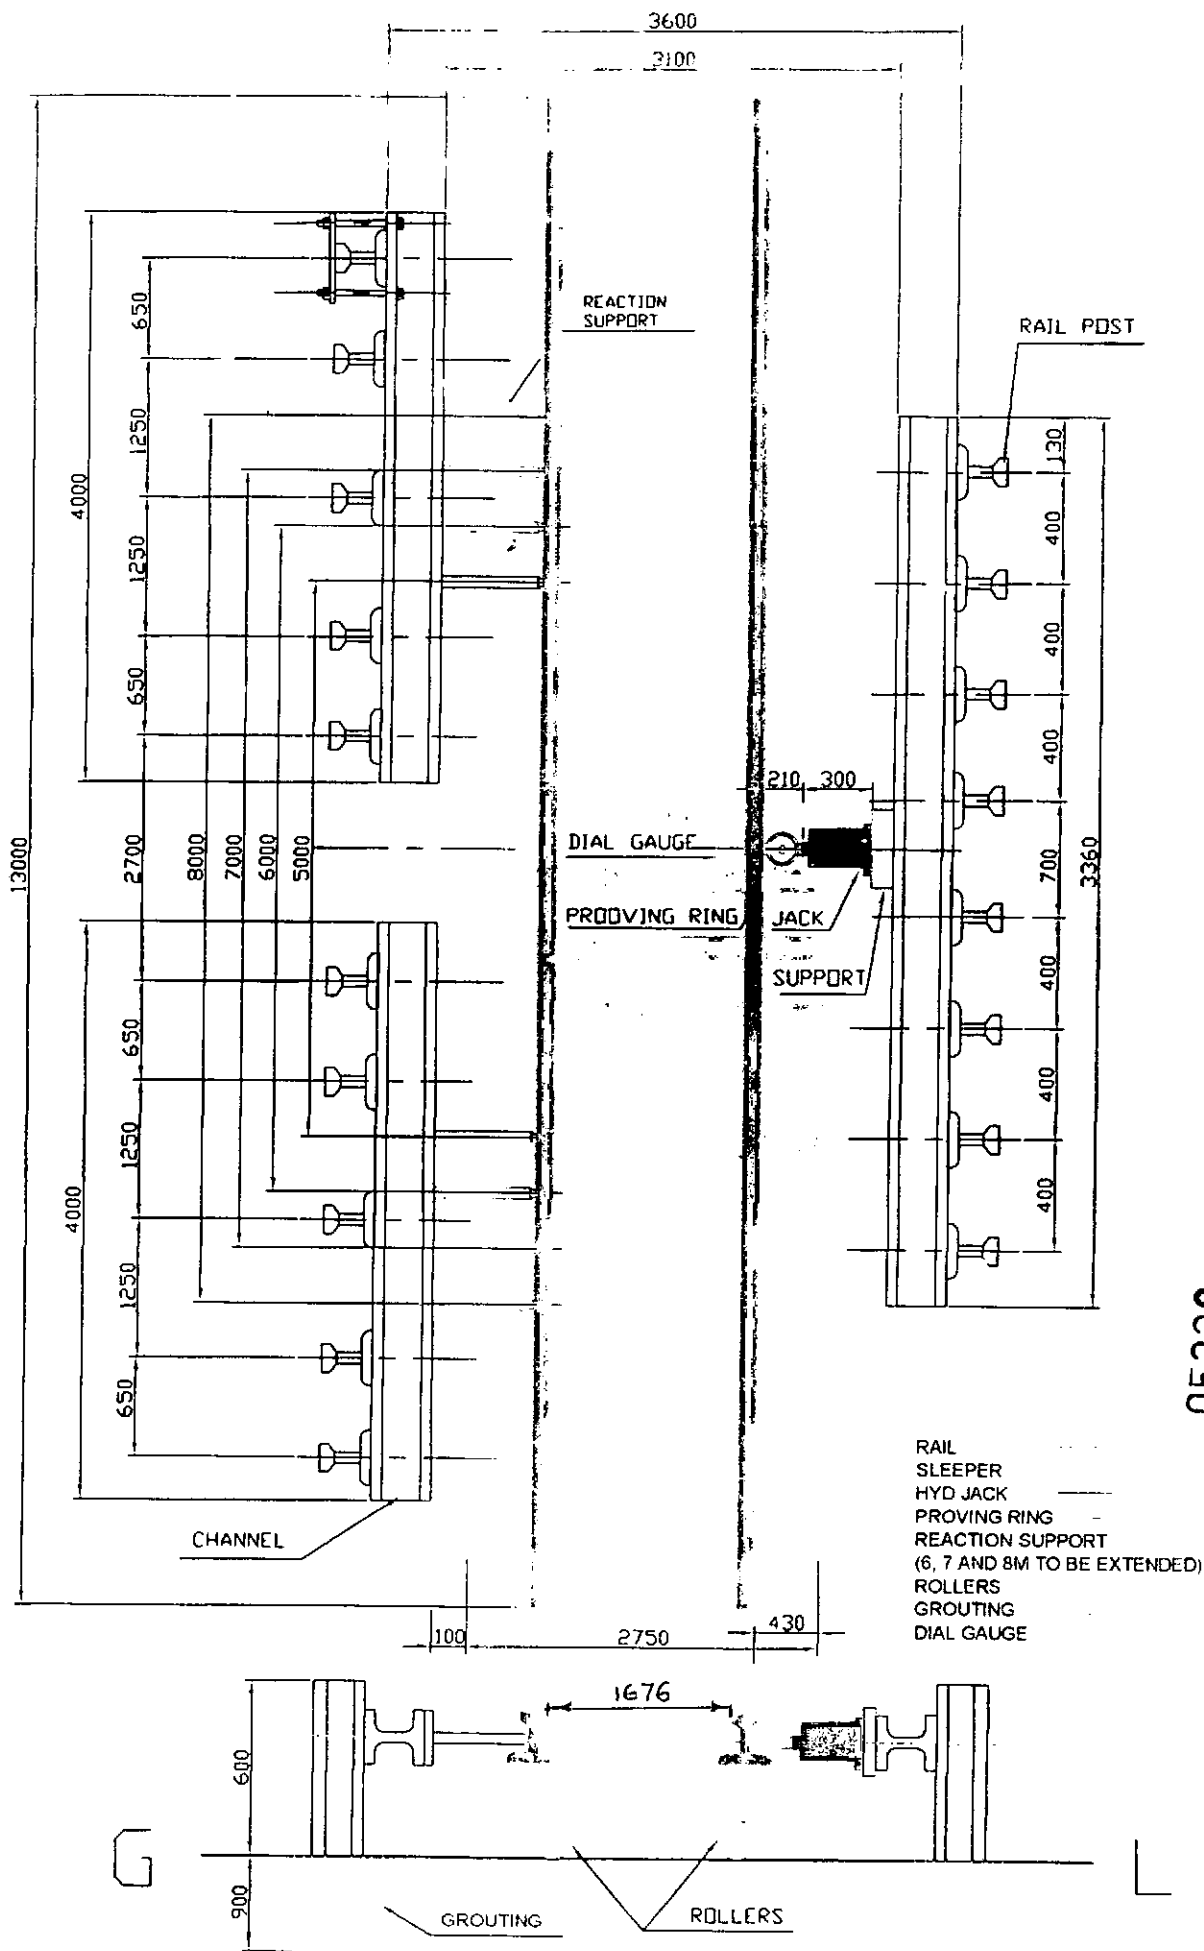 3600
3100
REACTION
SUPPORT
RAIL POST
650
1250
4000
1250
650
130
400
400
400
700
3360
400
400
400
210
300
DIAL GAUGE
PROOVING RING
JACK
SUPPORT
13000
2700
8000
7000
6000
5000
650
1250
4000
1250
650
CHANNEL
RAIL
SLEEPER
HYD JACK
PROVING RING
REACTION SUPPORT
(6, 7 AND 8M TO BE EXTENDED)
ROLLERS
GROUTING
DIAL GAUGE
100
2750
430
1676
600
900
GROUTING
ROLLERS